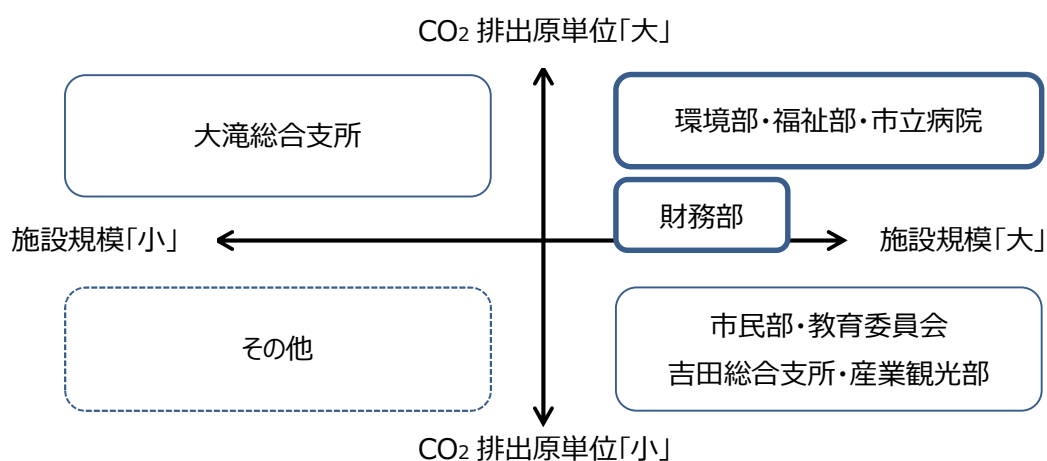 CO2 排出原単位「大」
大滝総合支所
環境部・福祉部・市立病院
財務部
施設規模「小」
施設規模「大」
その他
市民部・教育委員会
吉田総合支所・産業観光部
CO2 排出原単位「小」